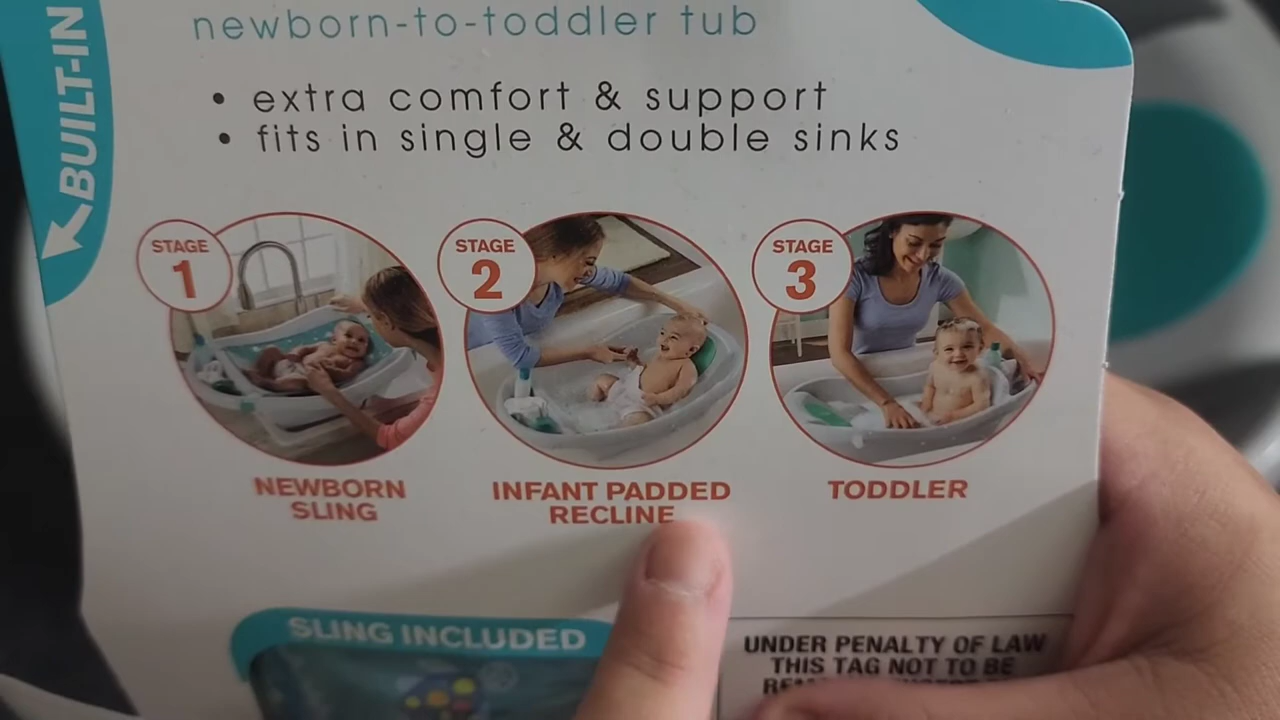 BUILT-IN
newborn-to-toddler tub
• extra comfort & support
• fits in single & double sinks
STAGE
1
STAGE
2
STAGE
3
NEWBORN
SLING
INFANT PADDED
RECLINE
TODDLER
SLING INCLUDED
UNDER PENALTY OF LAW
THIS TAG NOT TO BE